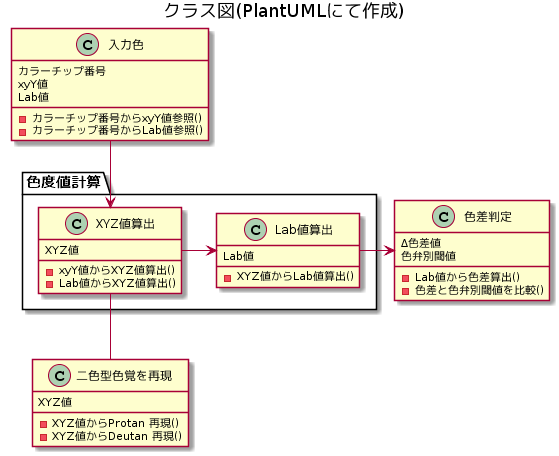 クラス図(PlantUMLにて作成)
C 入力色
カラーチップ番号
xyY値
Lab値
カラーチップ番号からxyY値参照()
カラーチップ番号からLab値参照()
色度値計算
C XYZ値算出
XYZ値
xyY値からXYZ値算出()
Lab値からXYZ値算出()
C Lab値算出
Lab値
XYZ値からLab値算出()
C 色差判定
Δ色差値
色弁別閾値
Lab値から色差算出()
色差と色弁別閾値を比較()
C 二色型色覚を再現
XYZ値
XYZ値からProtan 再現()
XYZ値からDeutan 再現()